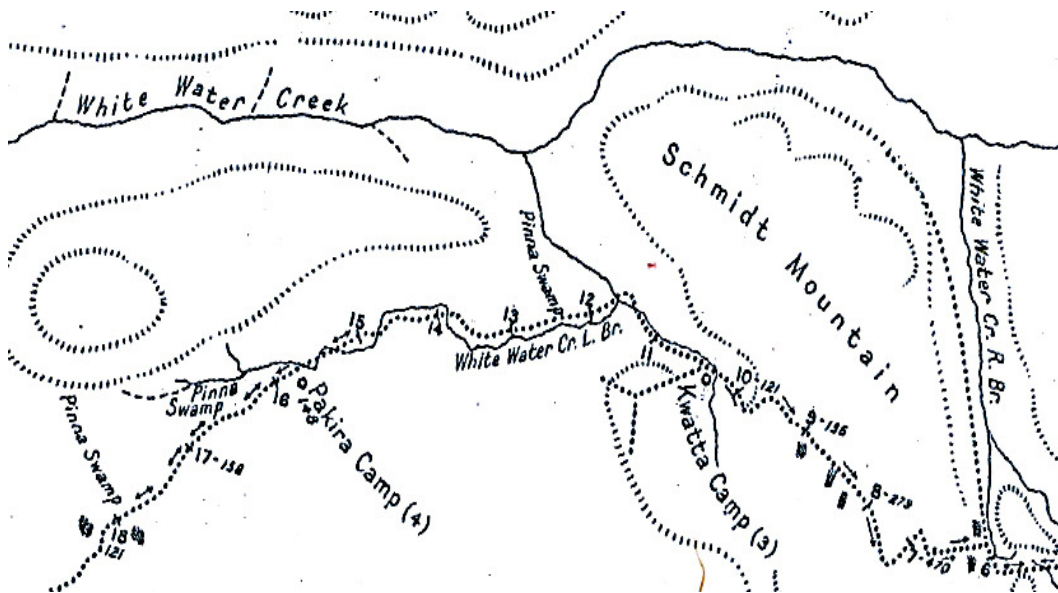 White Water Creek
Schmidt Mountain
White Water Cr. R. Br.
Pinna Swamp
12
13
14
15
White Water Cr. L. Br.
11
10-121
9-136
8-279
7-470
6
Kwatta Camp (3)
Pinna
Swamp
16
148
Pakira Camp (4)
17-158
Pinna Swamp
18
121